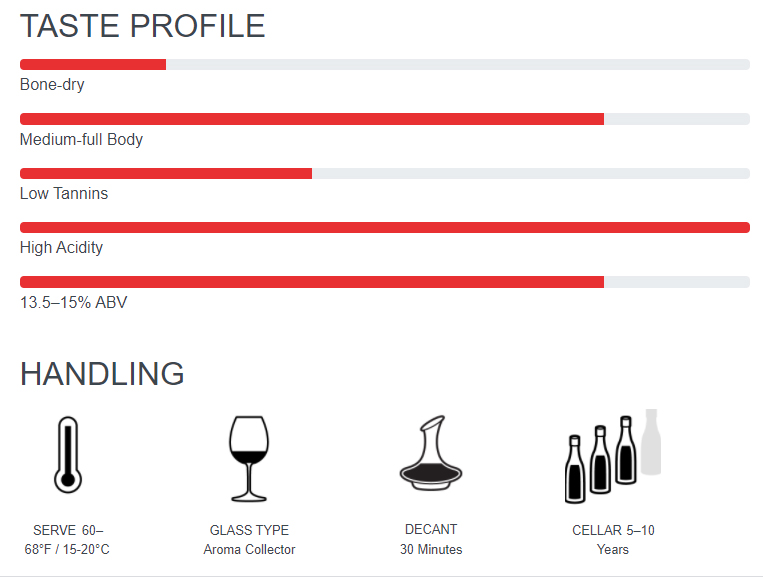 TASTE PROFILE
Bone-dry
Medium-full Body
Low Tannins
High Acidity
13.5–15% ABV
HANDLING
SERVE 60–
68°F / 15-20°C
GLASS TYPE
Aroma Collector
DECANT
30 Minutes
CELLAR 5–10
Years